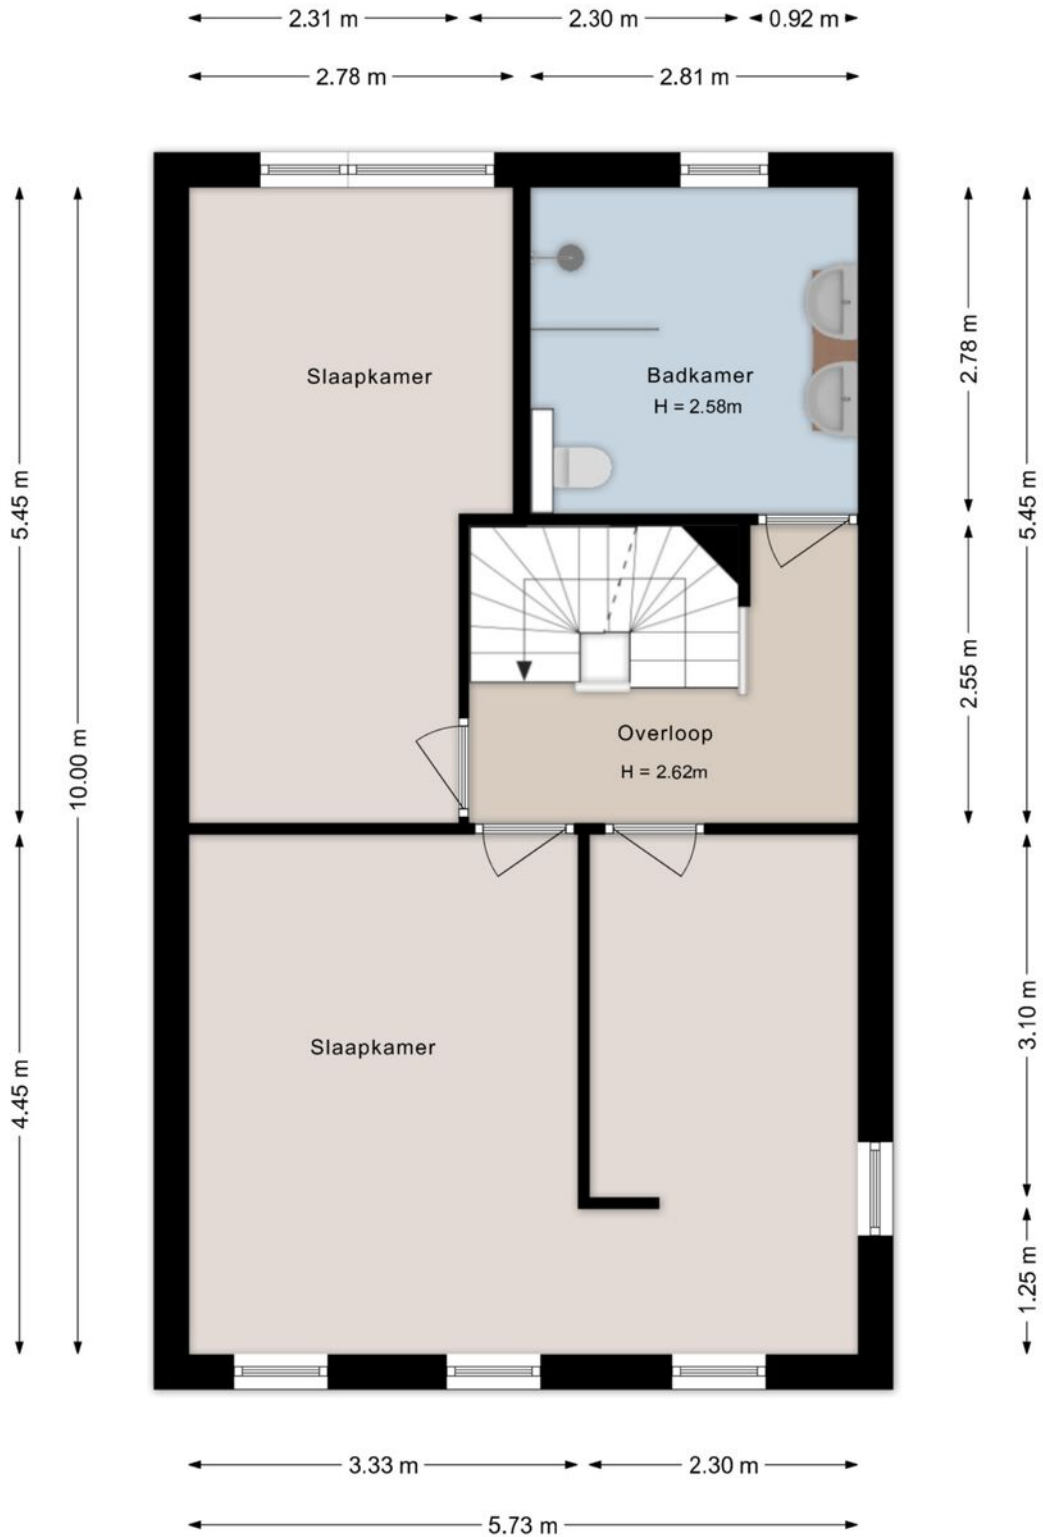 2.31 m
2.30 m
0.92 m
2.78 m
2.81 m
5.45 m
10.00 m
4.45 m
Slaapkamer
Badkamer
H = 2.58m
Overloop
H = 2.62m
Slaapkamer
2.78 m
5.45 m
2.55 m
3.10 m
1.25 m
3.33 m
2.30 m
5.73 m